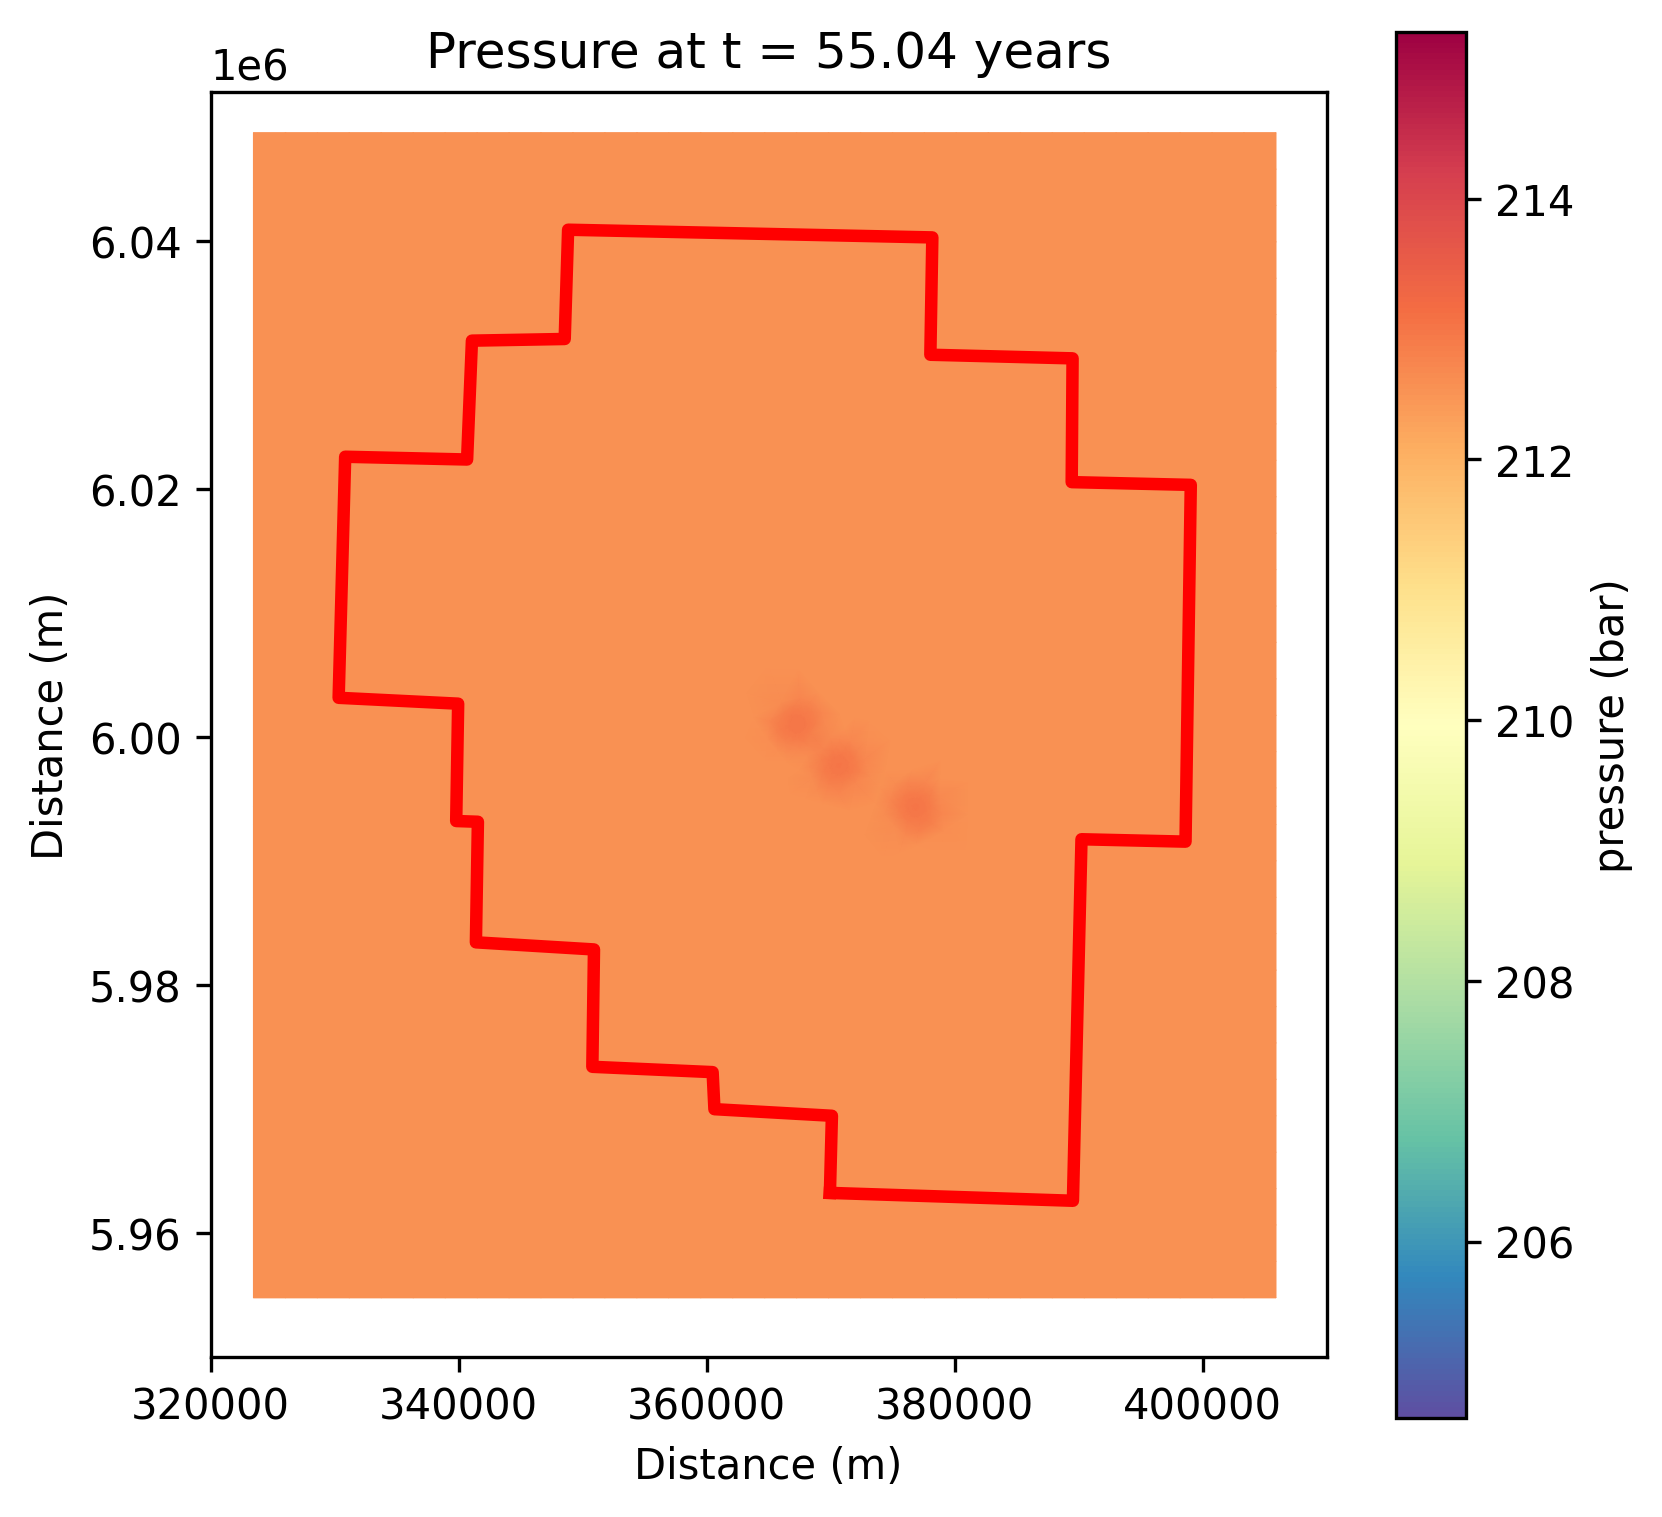 Pressure at t = 55.04 years
1e6
6.04
6.02
6.00
5.98
5.96
Distance (m)
320000 340000 360000 380000 400000
Distance (m)
214
212
210
208
206
pressure (bar)